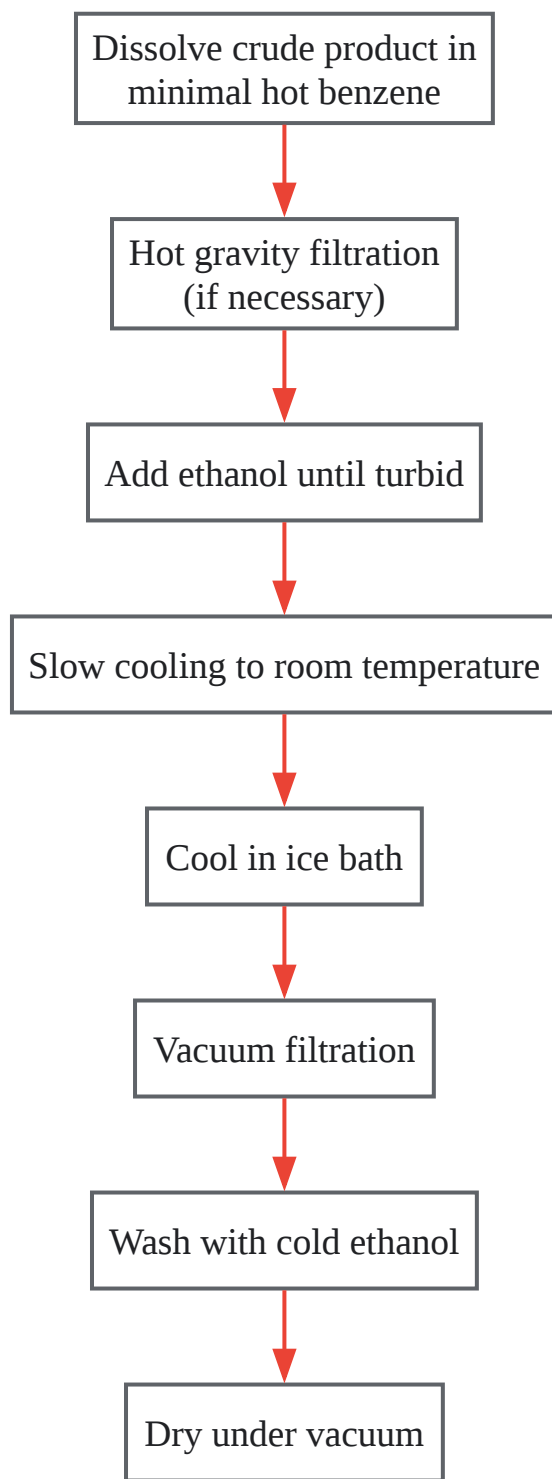 Dissolve crude product in
minimal hot benzene
Hot gravity filtration
(if necessary)
Add ethanol until turbid
Slow cooling to room temperature
Cool in ice bath
Vacuum filtration
Wash with cold ethanol
Dry under vacuum